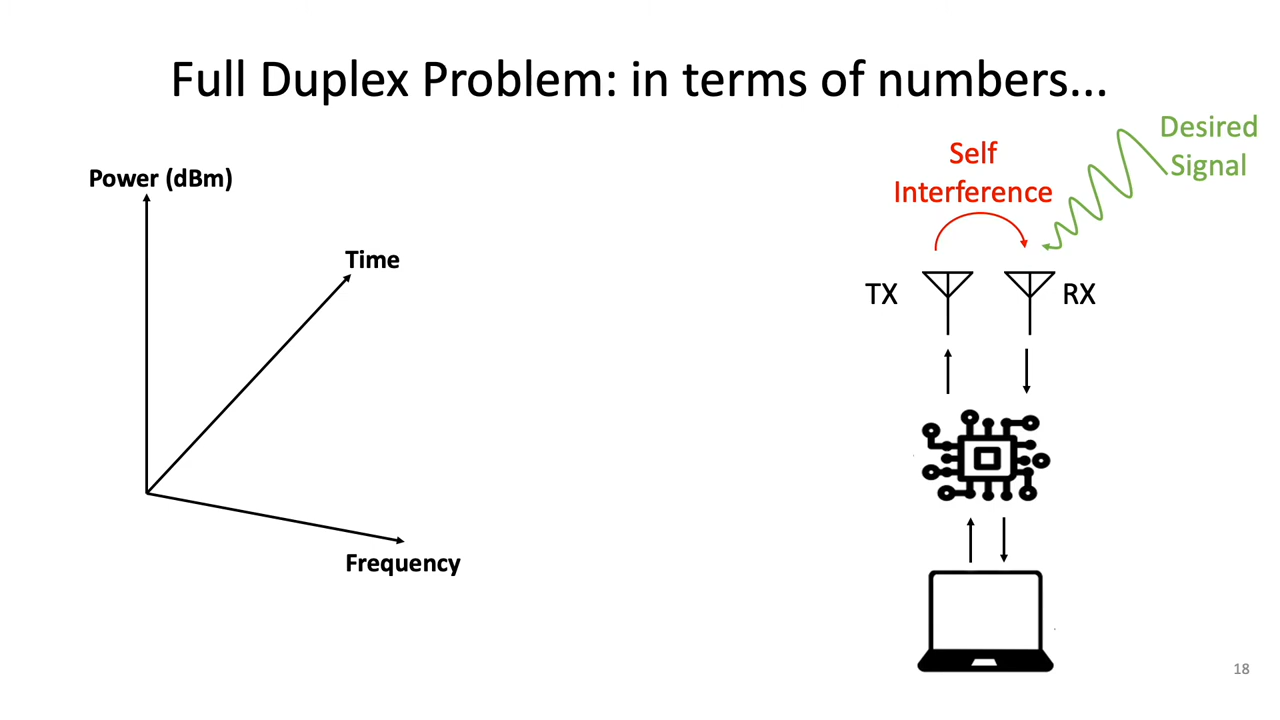 Full Duplex Problem: in terms of numbers...
Power (dBm)
Time
Frequency
Self
Interference
Desired
Signal
TX
RX
18